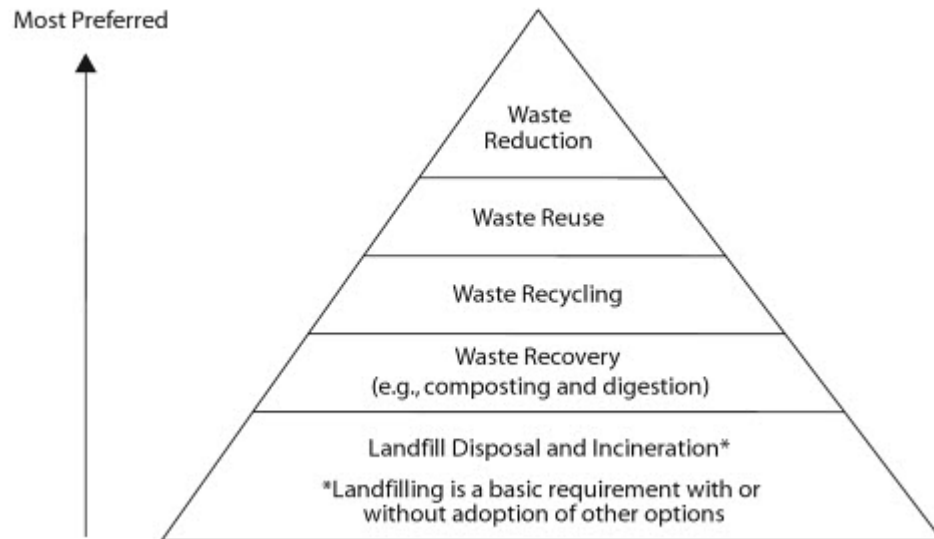 Most Preferred
Waste
Reduction
Waste Reuse
Waste Recycling
Waste Recovery
(e.g., composting and digestion)
Landfill Disposal and Incineration*
*Landfilling is a basic requirement with or
without adoption of other options